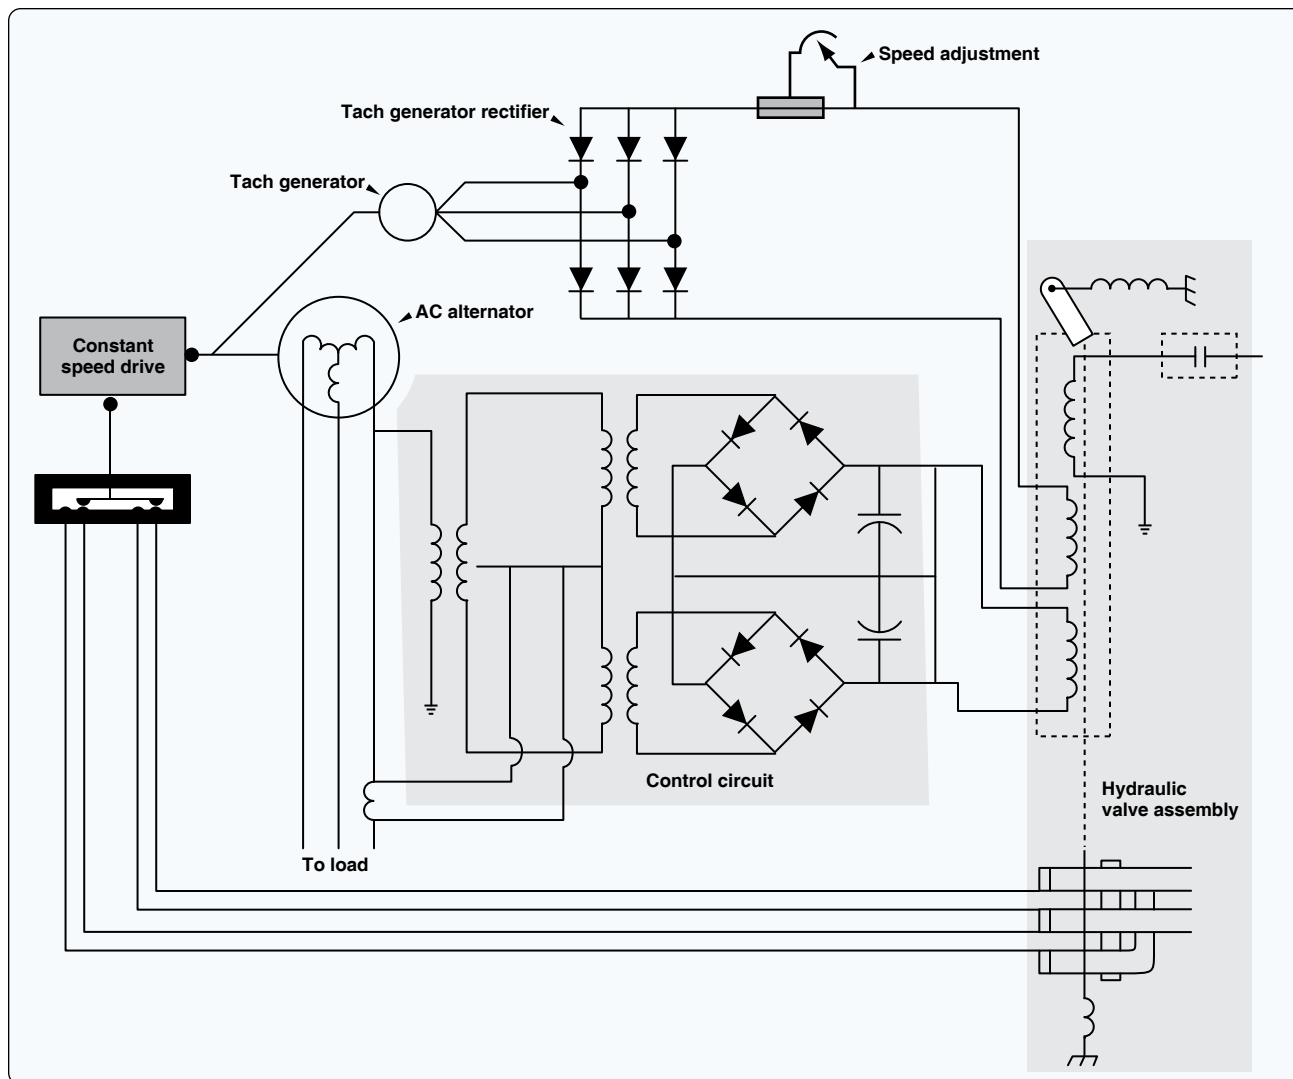 Speed adjustment
Tach generator rectifier
Tach generator
AC alternator
Constant
speed drive
Control circuit
Hydraulic
valve assembly
To load